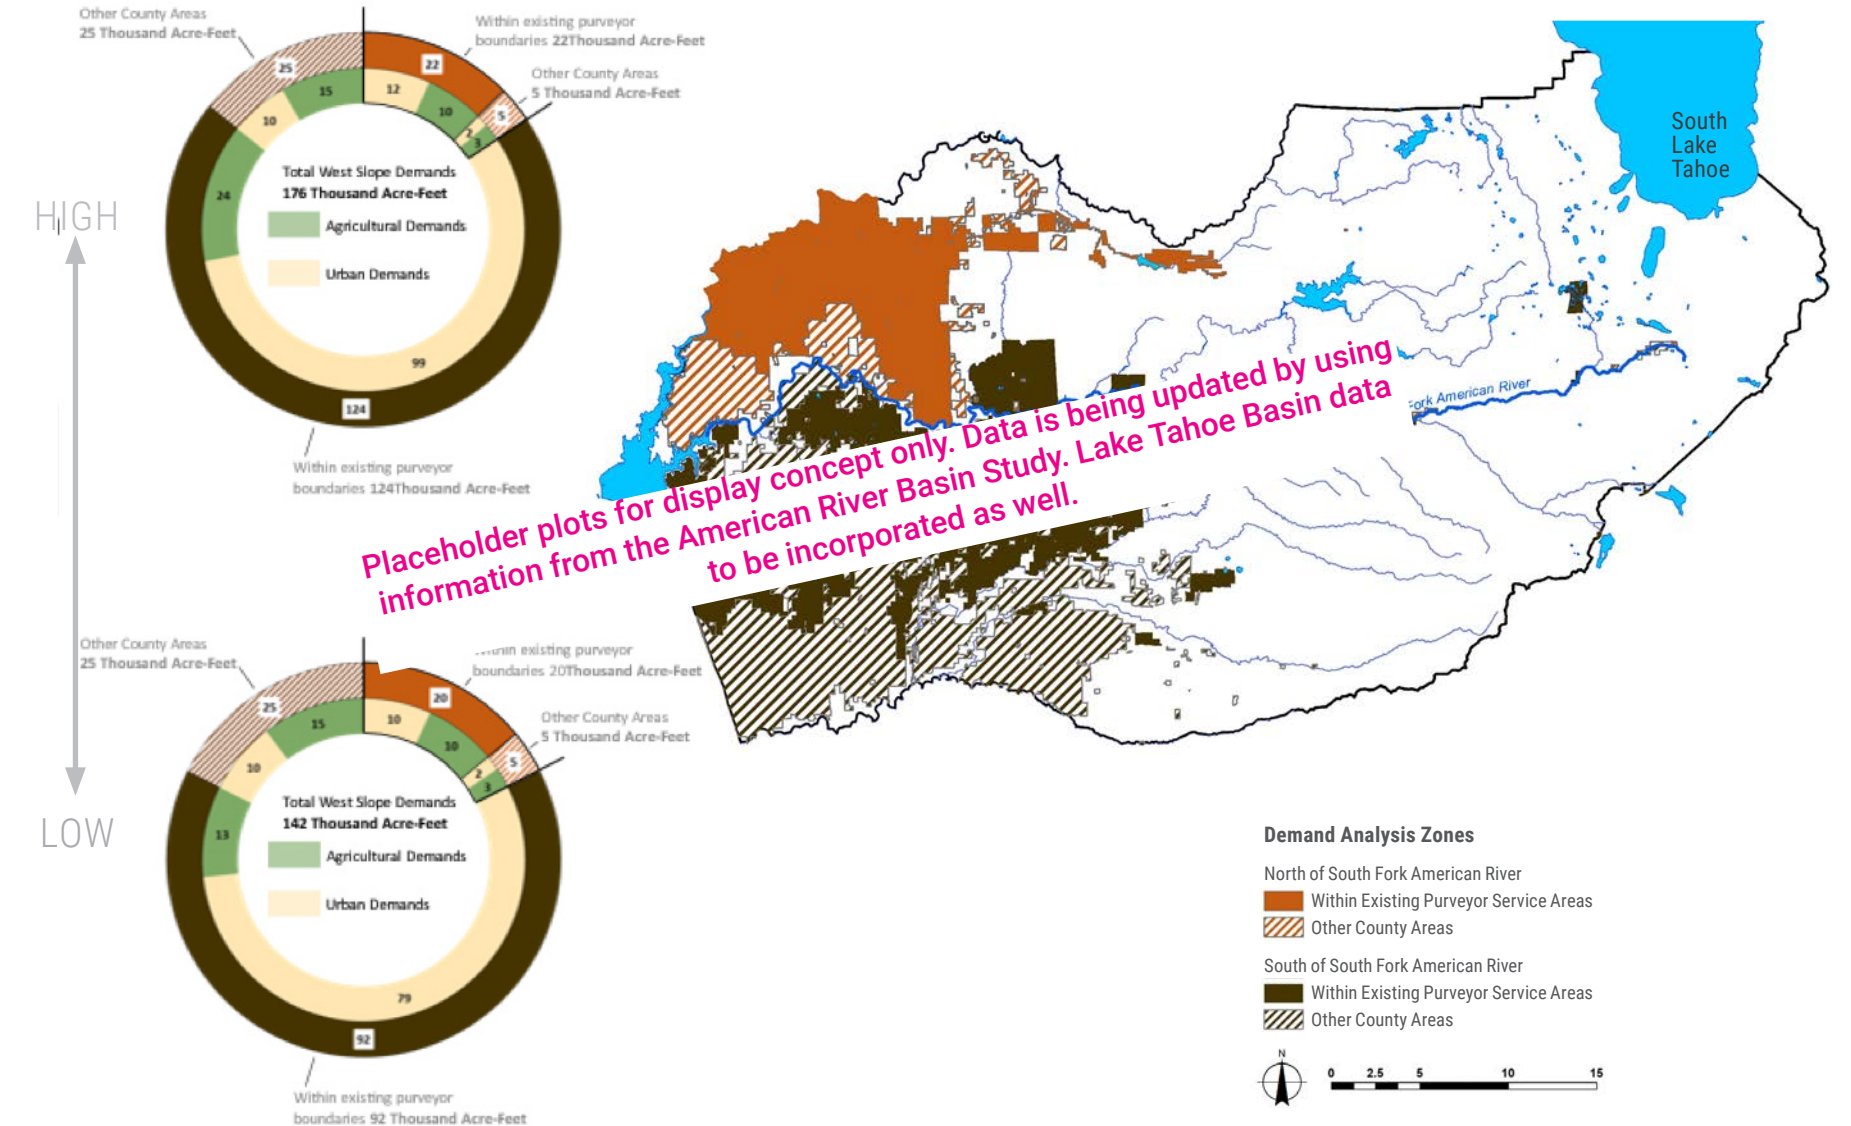 Other County Areas
25 Thousand Acre-Feet
Within existing purveyor
boundaries 22Thousand Acre-Feet
Other County Areas
5 Thousand Acre-Feet
25
22
5
15
12
10
2
3
10
24
99
124
Total West Slope Demands
176 Thousand Acre-Feet
Agricultural Demands
Urban Demands
Within existing purveyor
boundaries 124Thousand Acre-Feet
HIGH
LOW
South
Lake
Tahoe
Fork American River
Placeholder plots for display concept only. Data is being updated by using
information from the American River Basin Study. Lake Tahoe Basin data
to be incorporated as well.
Other County Areas
25 Thousand Acre-Feet
existing purveyor
boundaries 20Thousand Acre-Feet
Other County Areas
5 Thousand Acre-Feet
25
20
5
15
10
10
2
3
10
13
79
92
Total West Slope Demands
142 Thousand Acre-Feet
Agricultural Demands
Urban Demands
Within existing purveyor
boundaries 92 Thousand Acre-Feet
Demand Analysis Zones
North of South Fork American River
Within Existing Purveyor Service Areas
Other County Areas
South of South Fork American River
Within Existing Purveyor Service Areas
Other County Areas
N
0 2.5 5 10 15